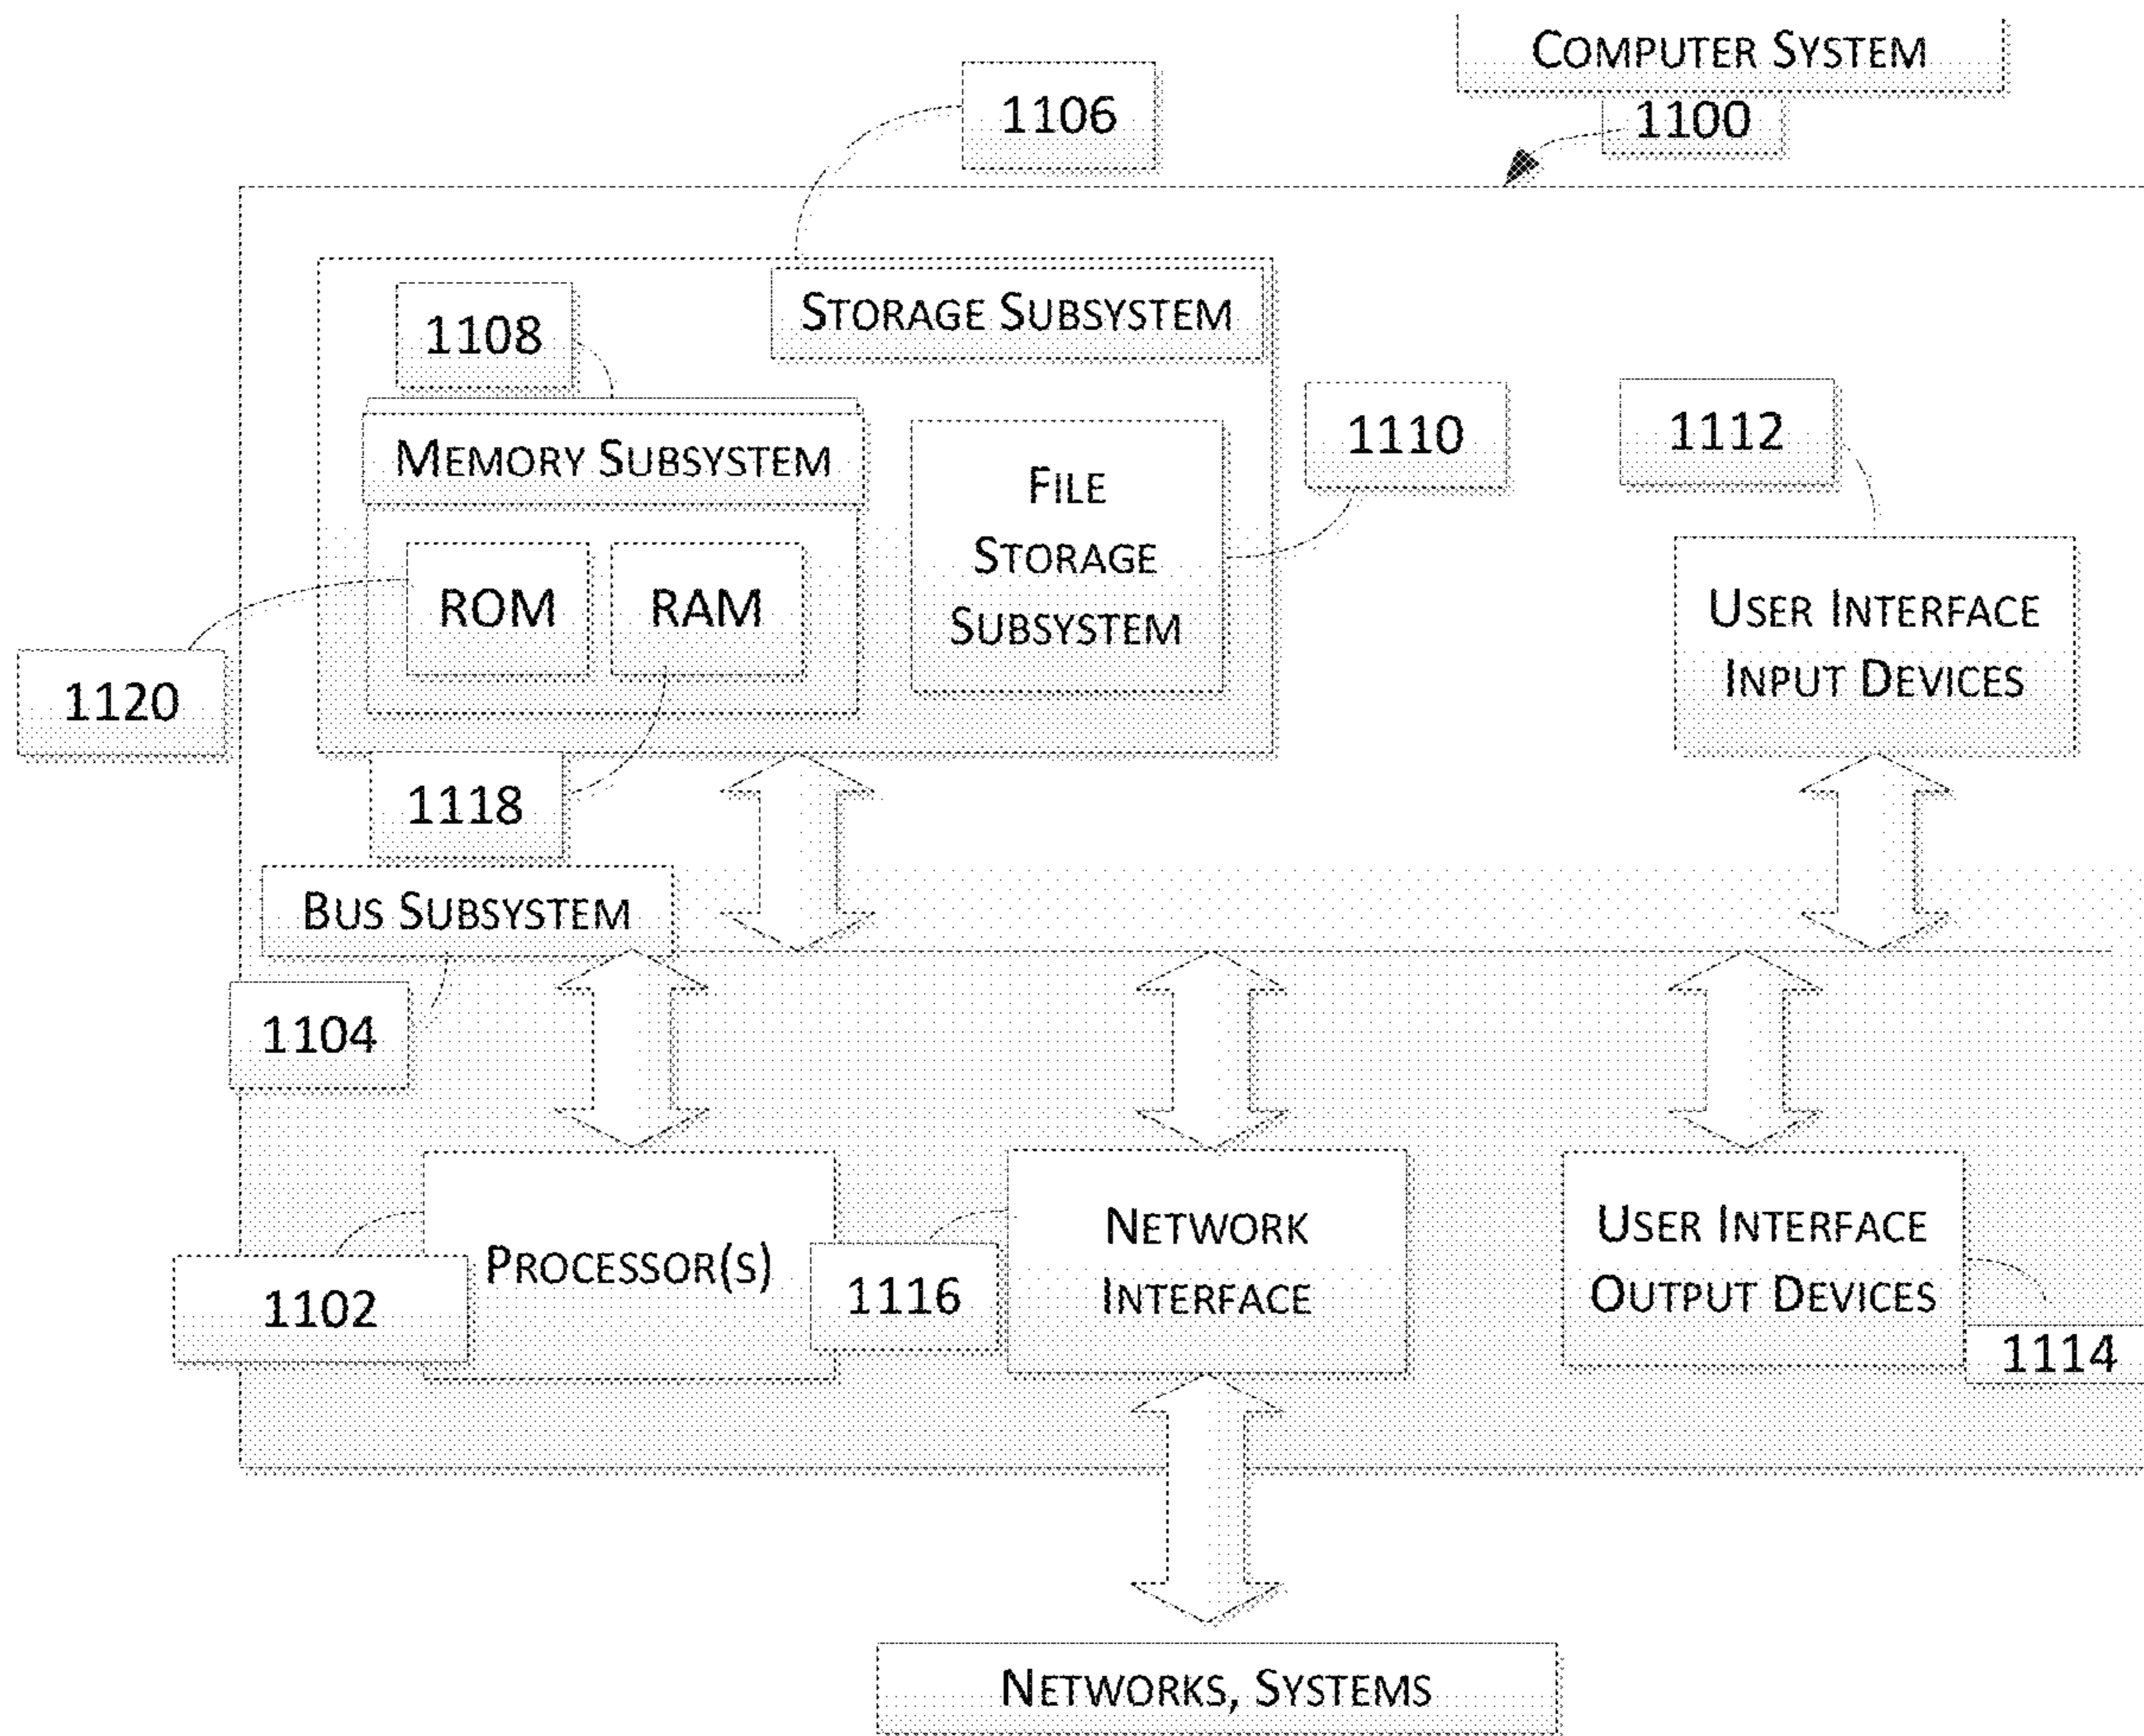 COMPUTER SYSTEM
1100
1106
STORAGE SUBSYSTEM
1108
MEMORY SUBSYSTEM
ROM
RAM
FILE
STORAGE
SUBSYSTEM
1110
1112
USER INTERFACE
INPUT DEVICES
1120
1118
BUS SUBSYSTEM
1104
PROCESSOR(S)
1102
1116
NETWORK
INTERFACE
USER INTERFACE
OUTPUT DEVICES
1114
NETWORKS, SYSTEMS